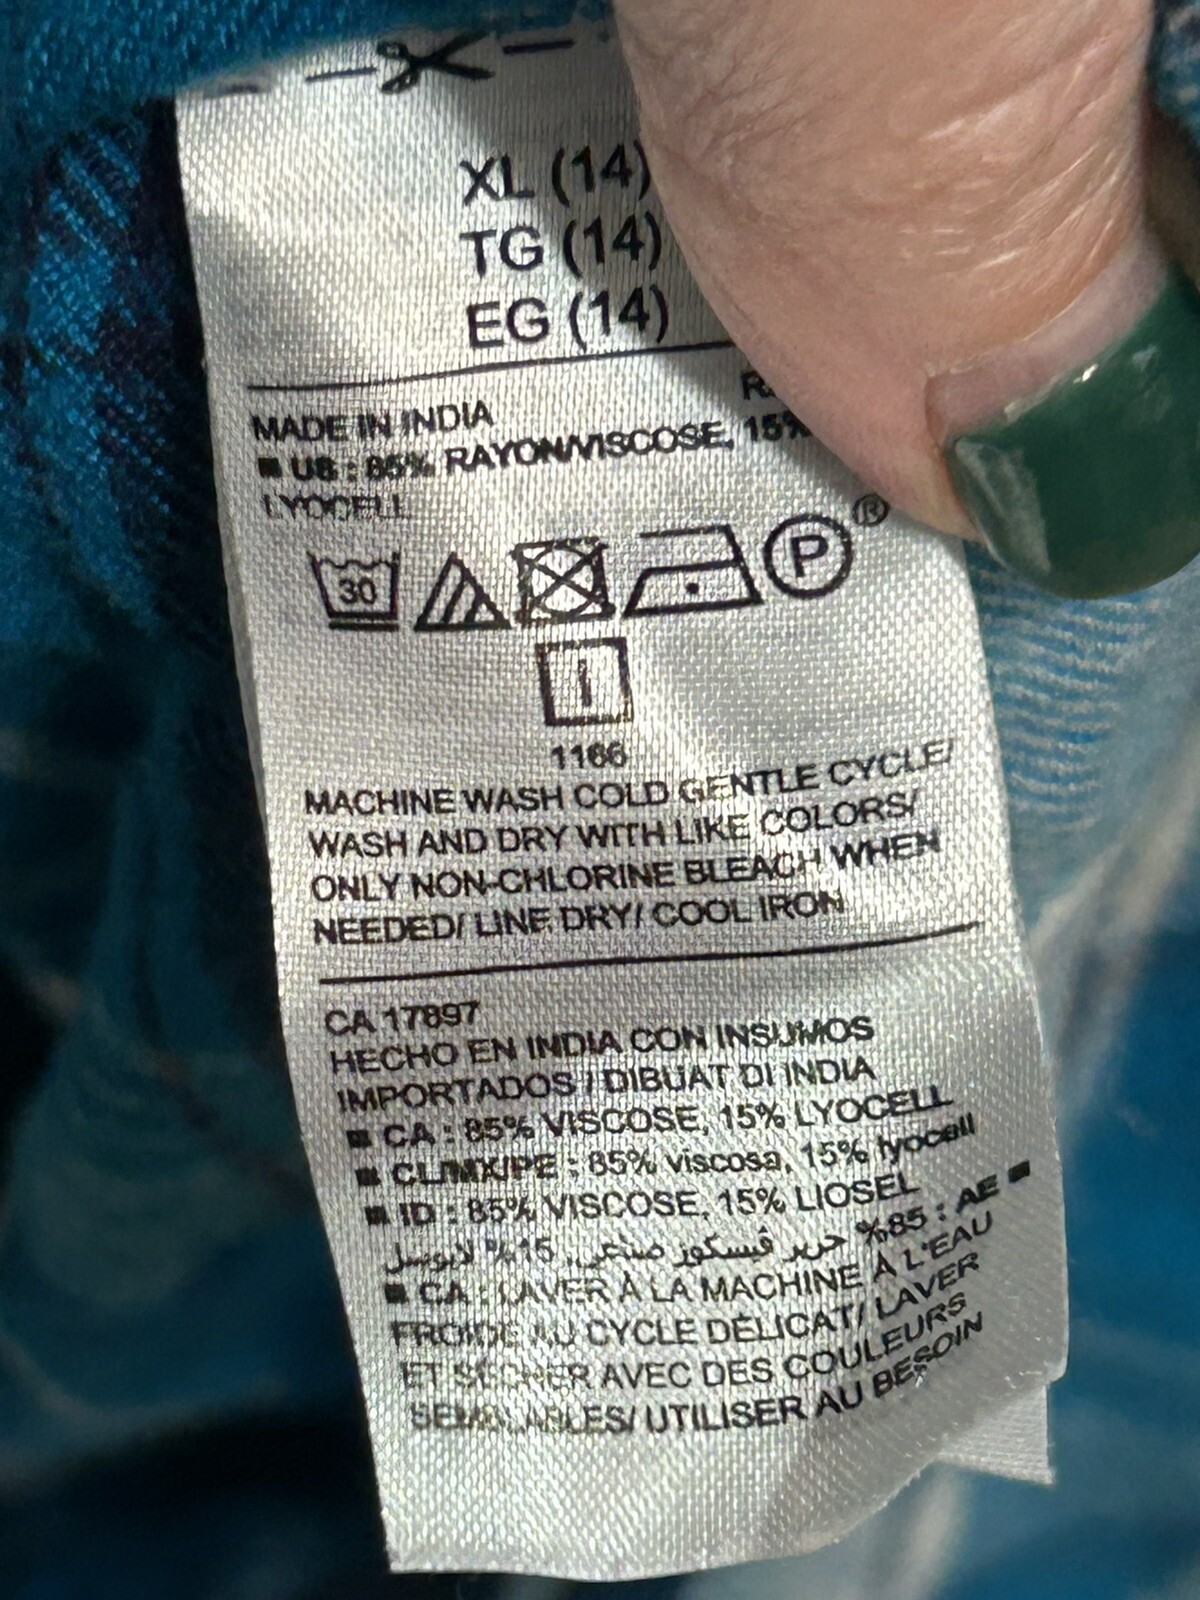 XL (14)
TG (14)
EG (14)
MADE IN INDIA
■ US : 85% RAYON/VISCOSE, 15%
LYOCELL
30 P ®
i
1166
MACHINE WASH COLD GENTLE CYCLE/
WASH AND DRY WITH LIKE COLORS/
ONLY NON-CHLORINE BLEACH WHEN
NEEDED/ LINE DRY/ COOL IRON
CA 17897
HECHO EN INDIA CON INSUMOS
IMPORTADOS / DIBUAT DI INDIA
■ CA : 85% VISCOSE, 15% LYOCELL
■ CL/MX/PE : 85% viscosa, 15% lyocell
■ ID : 85% VISCOSE, 15% LIOSEL
■ AE : 85% حرير فيسكوز صناعي, 15% لايوسل
■ CA : LAVER À LA MACHINE À L'EAU
FROIDE AU CYCLE DÉLICAT/ LAVER
ET SÉCHER AVEC DES COULEURS
SEMBLABLES/ UTILISER AU BESOIN